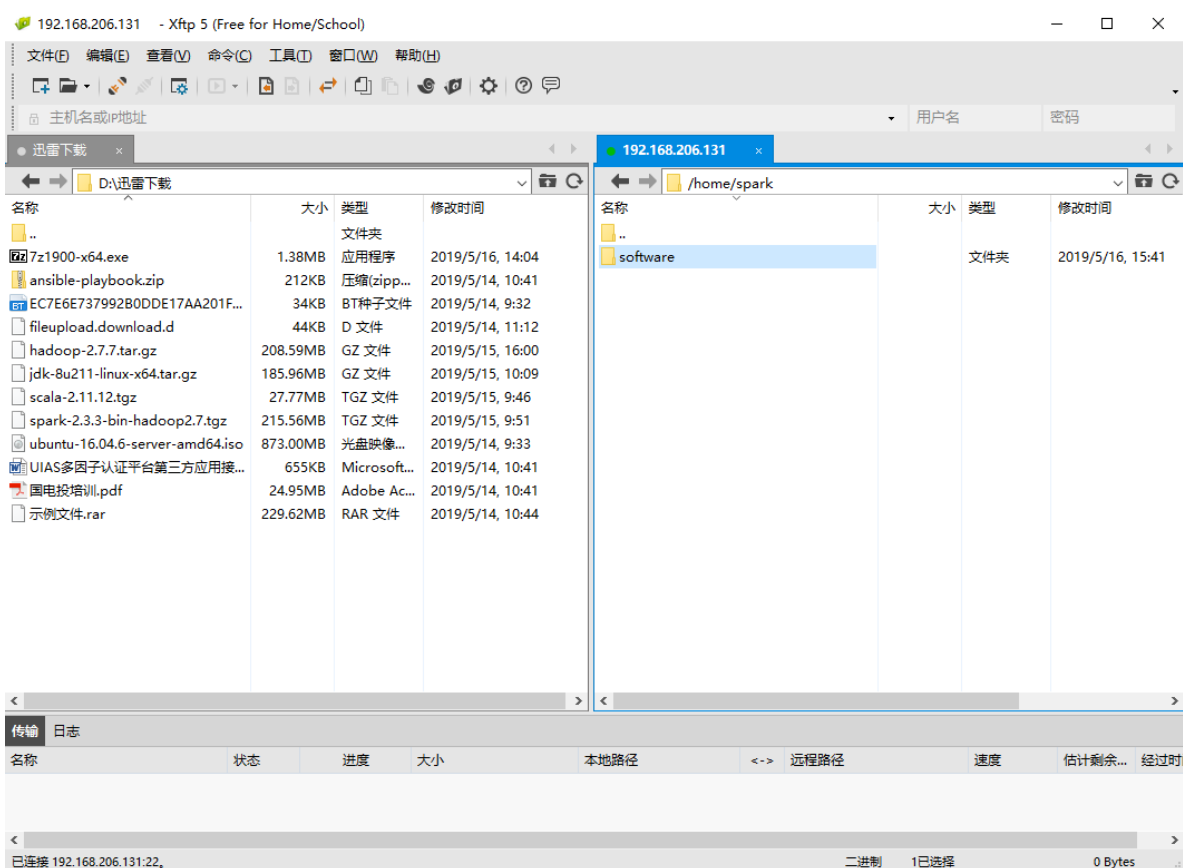 192.168.206.131 - Xftp 5 (Free for Home/School)
文件(F) 编辑(E) 查看(V) 命令(C) 工具(T) 窗口(W) 帮助(H)
主机名或IP地址 用户名 密码
迅雷下载 × 192.168.206.131 ×
D:\迅雷下载 /home/spark
名称 大小 类型 修改时间 名称 大小 类型 修改时间
.. 文件夹 ..
7z1900-x64.exe 1.38MB 应用程序 2019/5/16, 14:04 software 文件夹 2019/5/16, 15:41
ansible-playbook.zip 212KB 压缩(zipp... 2019/5/14, 10:41
EC7E6E737992B0DDE17AA201F... 34KB BT种子文件 2019/5/14, 9:32
fileupload.download.d 44KB D 文件 2019/5/14, 11:12
hadoop-2.7.7.tar.gz 208.59MB GZ 文件 2019/5/15, 16:00
jdk-8u211-linux-x64.tar.gz 185.96MB GZ 文件 2019/5/15, 10:09
scala-2.11.12.tgz 27.77MB TGZ 文件 2019/5/15, 9:46
spark-2.3.3-bin-hadoop2.7.tgz 215.56MB TGZ 文件 2019/5/15, 9:51
ubuntu-16.04.6-server-amd64.iso 873.00MB 光盘映像... 2019/5/14, 9:33
UIAS多因子认证平台第三方应用接... 655KB Microsoft... 2019/5/14, 10:41
国电投培训.pdf 24.95MB Adobe Ac... 2019/5/14, 10:41
示例文件.rar 229.62MB RAR 文件 2019/5/14, 10:44
传输 日志
名称 状态 进度 大小 本地路径 <-> 远程路径 速度 估计剩余... 经过时
已连接 192.168.206.131:22。 二进制 1已选择 0 Bytes